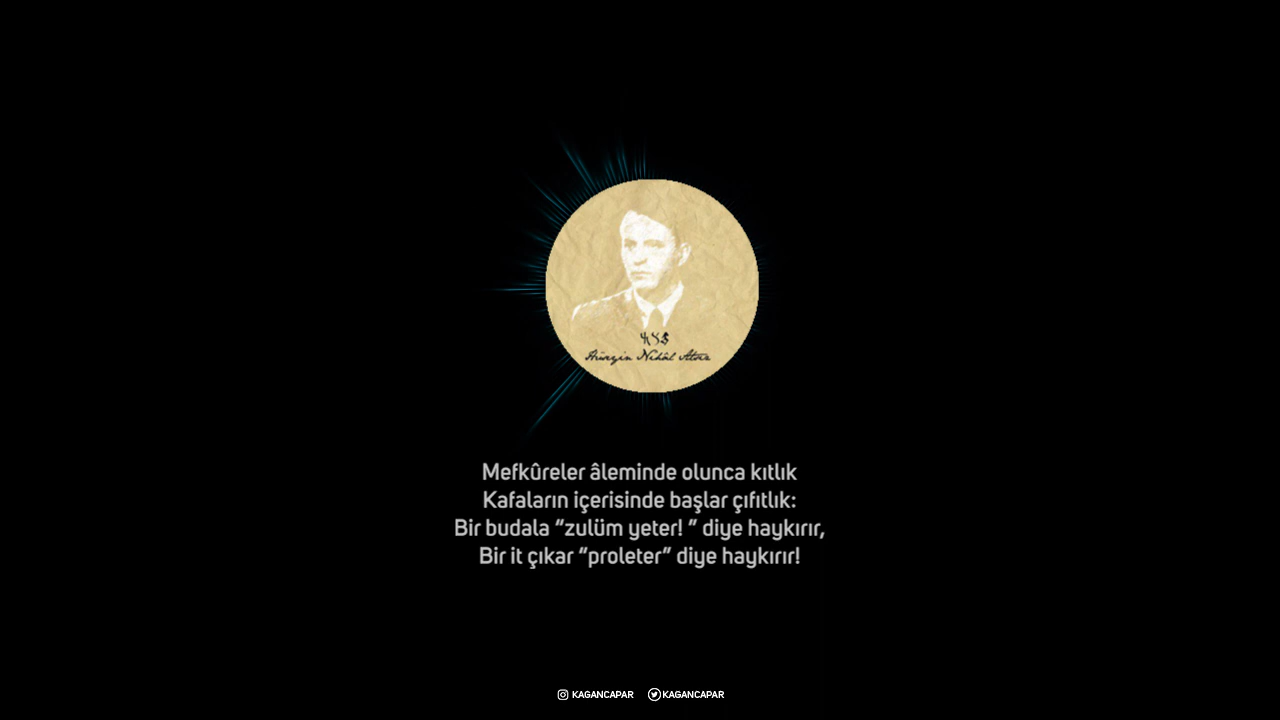 Hüseyin Nihâl Atsız
Mefkûreler âleminde olunca kıtlık
Kafaların içerisinde başlar çıfıtlık:
Bir budala “zulüm yeter! ” diye haykırır,
Bir it çıkar “proleter” diye haykırır!
KAGANCAPAR KAGANCAPAR